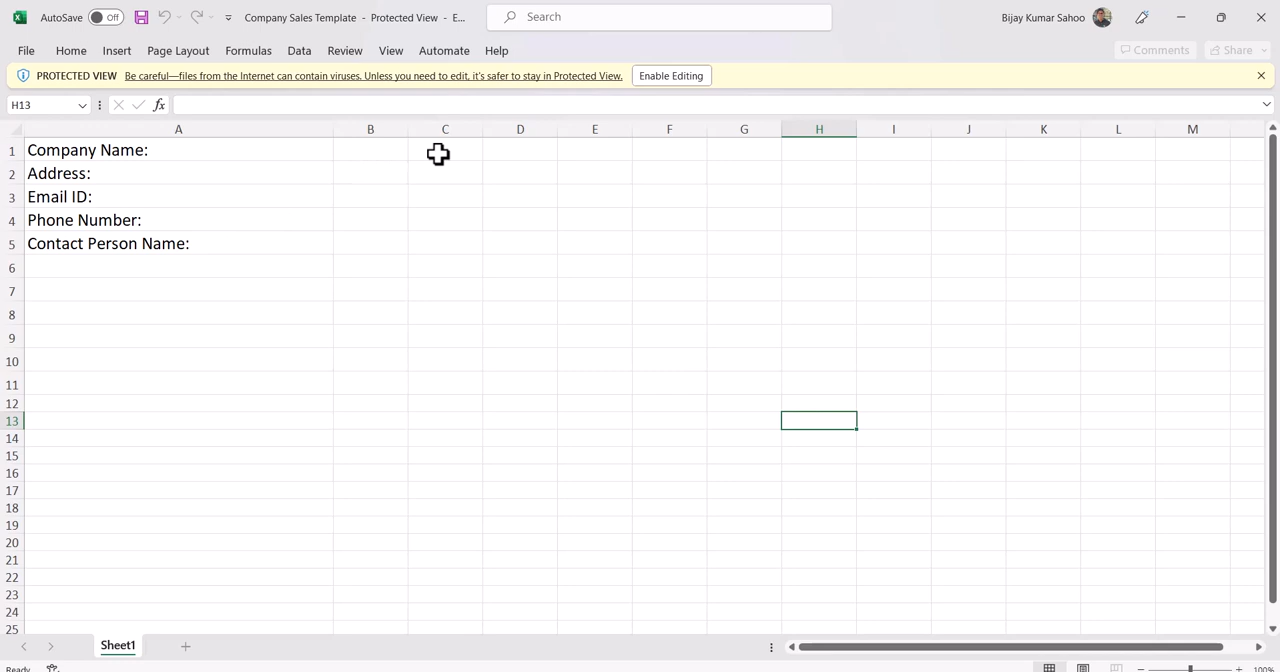 AutoSave Off Company Sales Template - Protected View - E... Search Bijay Kumar Sahoo
File Home Insert Page Layout Formulas Data Review View Automate Help Comments Share
PROTECTED VIEW Be careful—files from the Internet can contain viruses. Unless you need to edit, it's safer to stay in Protected View. Enable Editing
H13 fx
A B C D E F G H I J K L M
1 Company Name:
2 Address:
3 Email ID:
4 Phone Number:
5 Contact Person Name:
6
7
8
9
10
11
12
13
14
15
16
17
18
19
20
21
22
23
24
25
Sheet1
Ready 100%